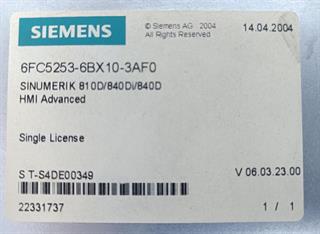 SIEMENS
© Siemens AG 2004
All Rights Reserved
14.04.2004
6FC5253-6BX10-3AF0
SINUMERIK 810D/840Di/840D
HMI Advanced
Single License
S T-S4DE00349
V 06.03.23.00
22331737
1 / 1